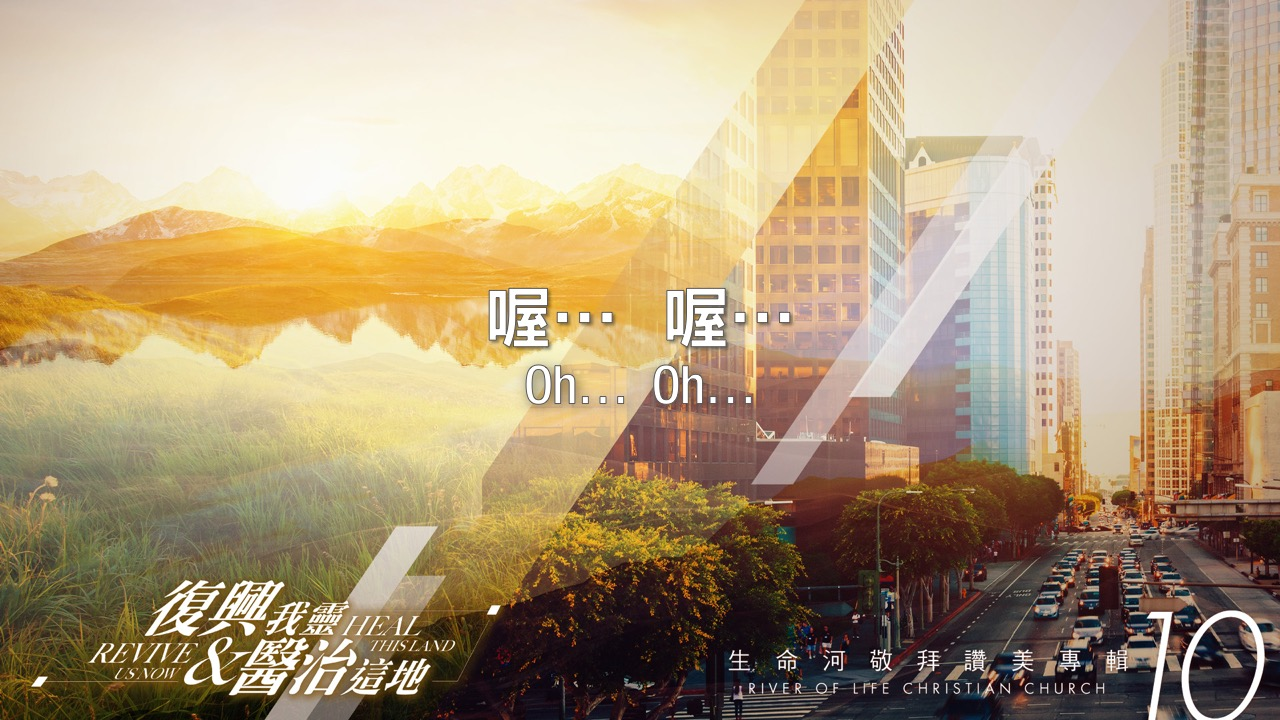 喔… 喔…
Oh... Oh...
復興我靈 HEAL THIS LAND
REVIVE US NOW & 醫治這地
生命河敬拜讚美專輯 10
RIVER OF LIFE CHRISTIAN CHURCH